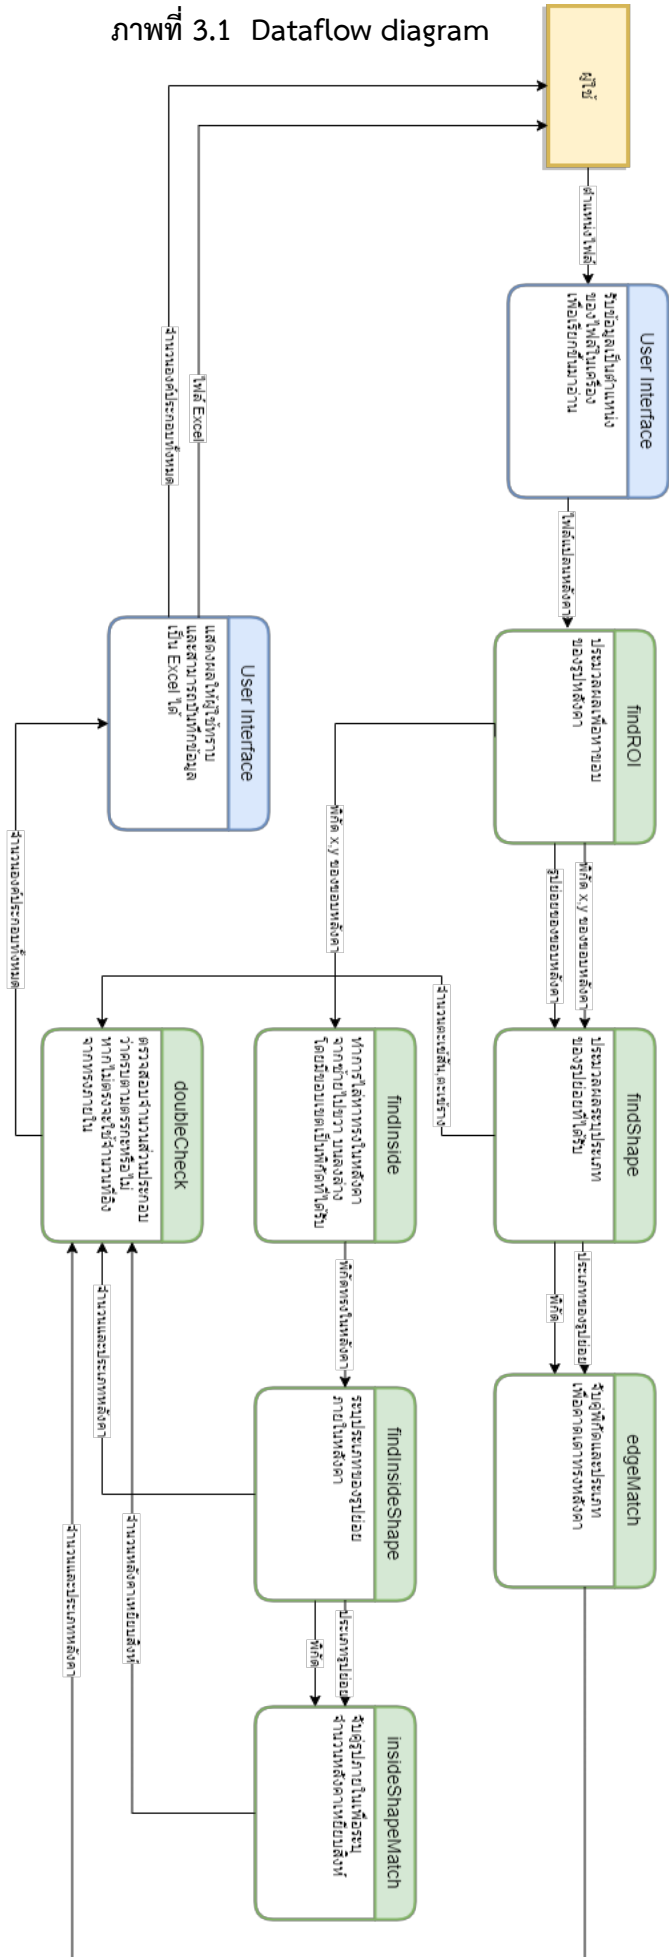 ภาพที่ 3.1 Dataflow diagram
ผู้ใช้
ตำแหน่งไฟล์
User Interface
รับข้อมูลเป็นตำแหน่ง
ของไฟล์ในเครื่อง
เพื่อเรียกขึ้นมาอ่าน
ไฟล์แปลนหลังคา
findROI
ประมวลผลเพื่อหาขอบ
ของรูปหลังคา
พิกัด x,y ของขอบหลังคา
รูปย่อยของขอบหลังคา
findShape
ประมวลผลระบุประเภท
ของรูปย่อยที่ได้รับ
ประเภทของรูปย่อย
พิกัด
edgeMatch
จับคู่พิกัดและประเภท
เพื่อคาดเดาทรงหลังคา
จำนวนตะเข้สัน,ตะเข้ราง
พิกัด x,y ของขอบหลังคา
findInside
ทำการไล่หาทรงในหลังคา
จากซ้ายไปขวา บนลงล่าง
โดยมีขอบเขตเป็นพิกัดที่ได้รับ
พิกัดทรงในหลังคา
findInsideShape
ระบุประเภทของรูปย่อย
ภายในหลังคา
ประเภทรูปย่อย
พิกัด
insideShapeMatch
จับคู่รูปภายในเพื่อระบุ
จำนวนหลังคาเหยียบสิงห์
User Interface
แสดงผลให้ผู้ใช้ทราบ
และสามารถบันทึกข้อมูล
เป็น Excel ได้
ไฟล์ Excel
จำนวนองค์ประกอบทั้งหมด
doubleCheck
ตรวจสอบจำนวนส่วนประกอบ
ว่าครบตามตรรกะหรือไม่
หากไม่ตรงจะใช้จำนวนที่อิง
จากทรงภายใน
จำนวนหลังคาเหยียบสิงห์
จำนวนและประเภทหลังคา
จำนวนและประเภทหลังคา
จำนวนองค์ประกอบทั้งหมด